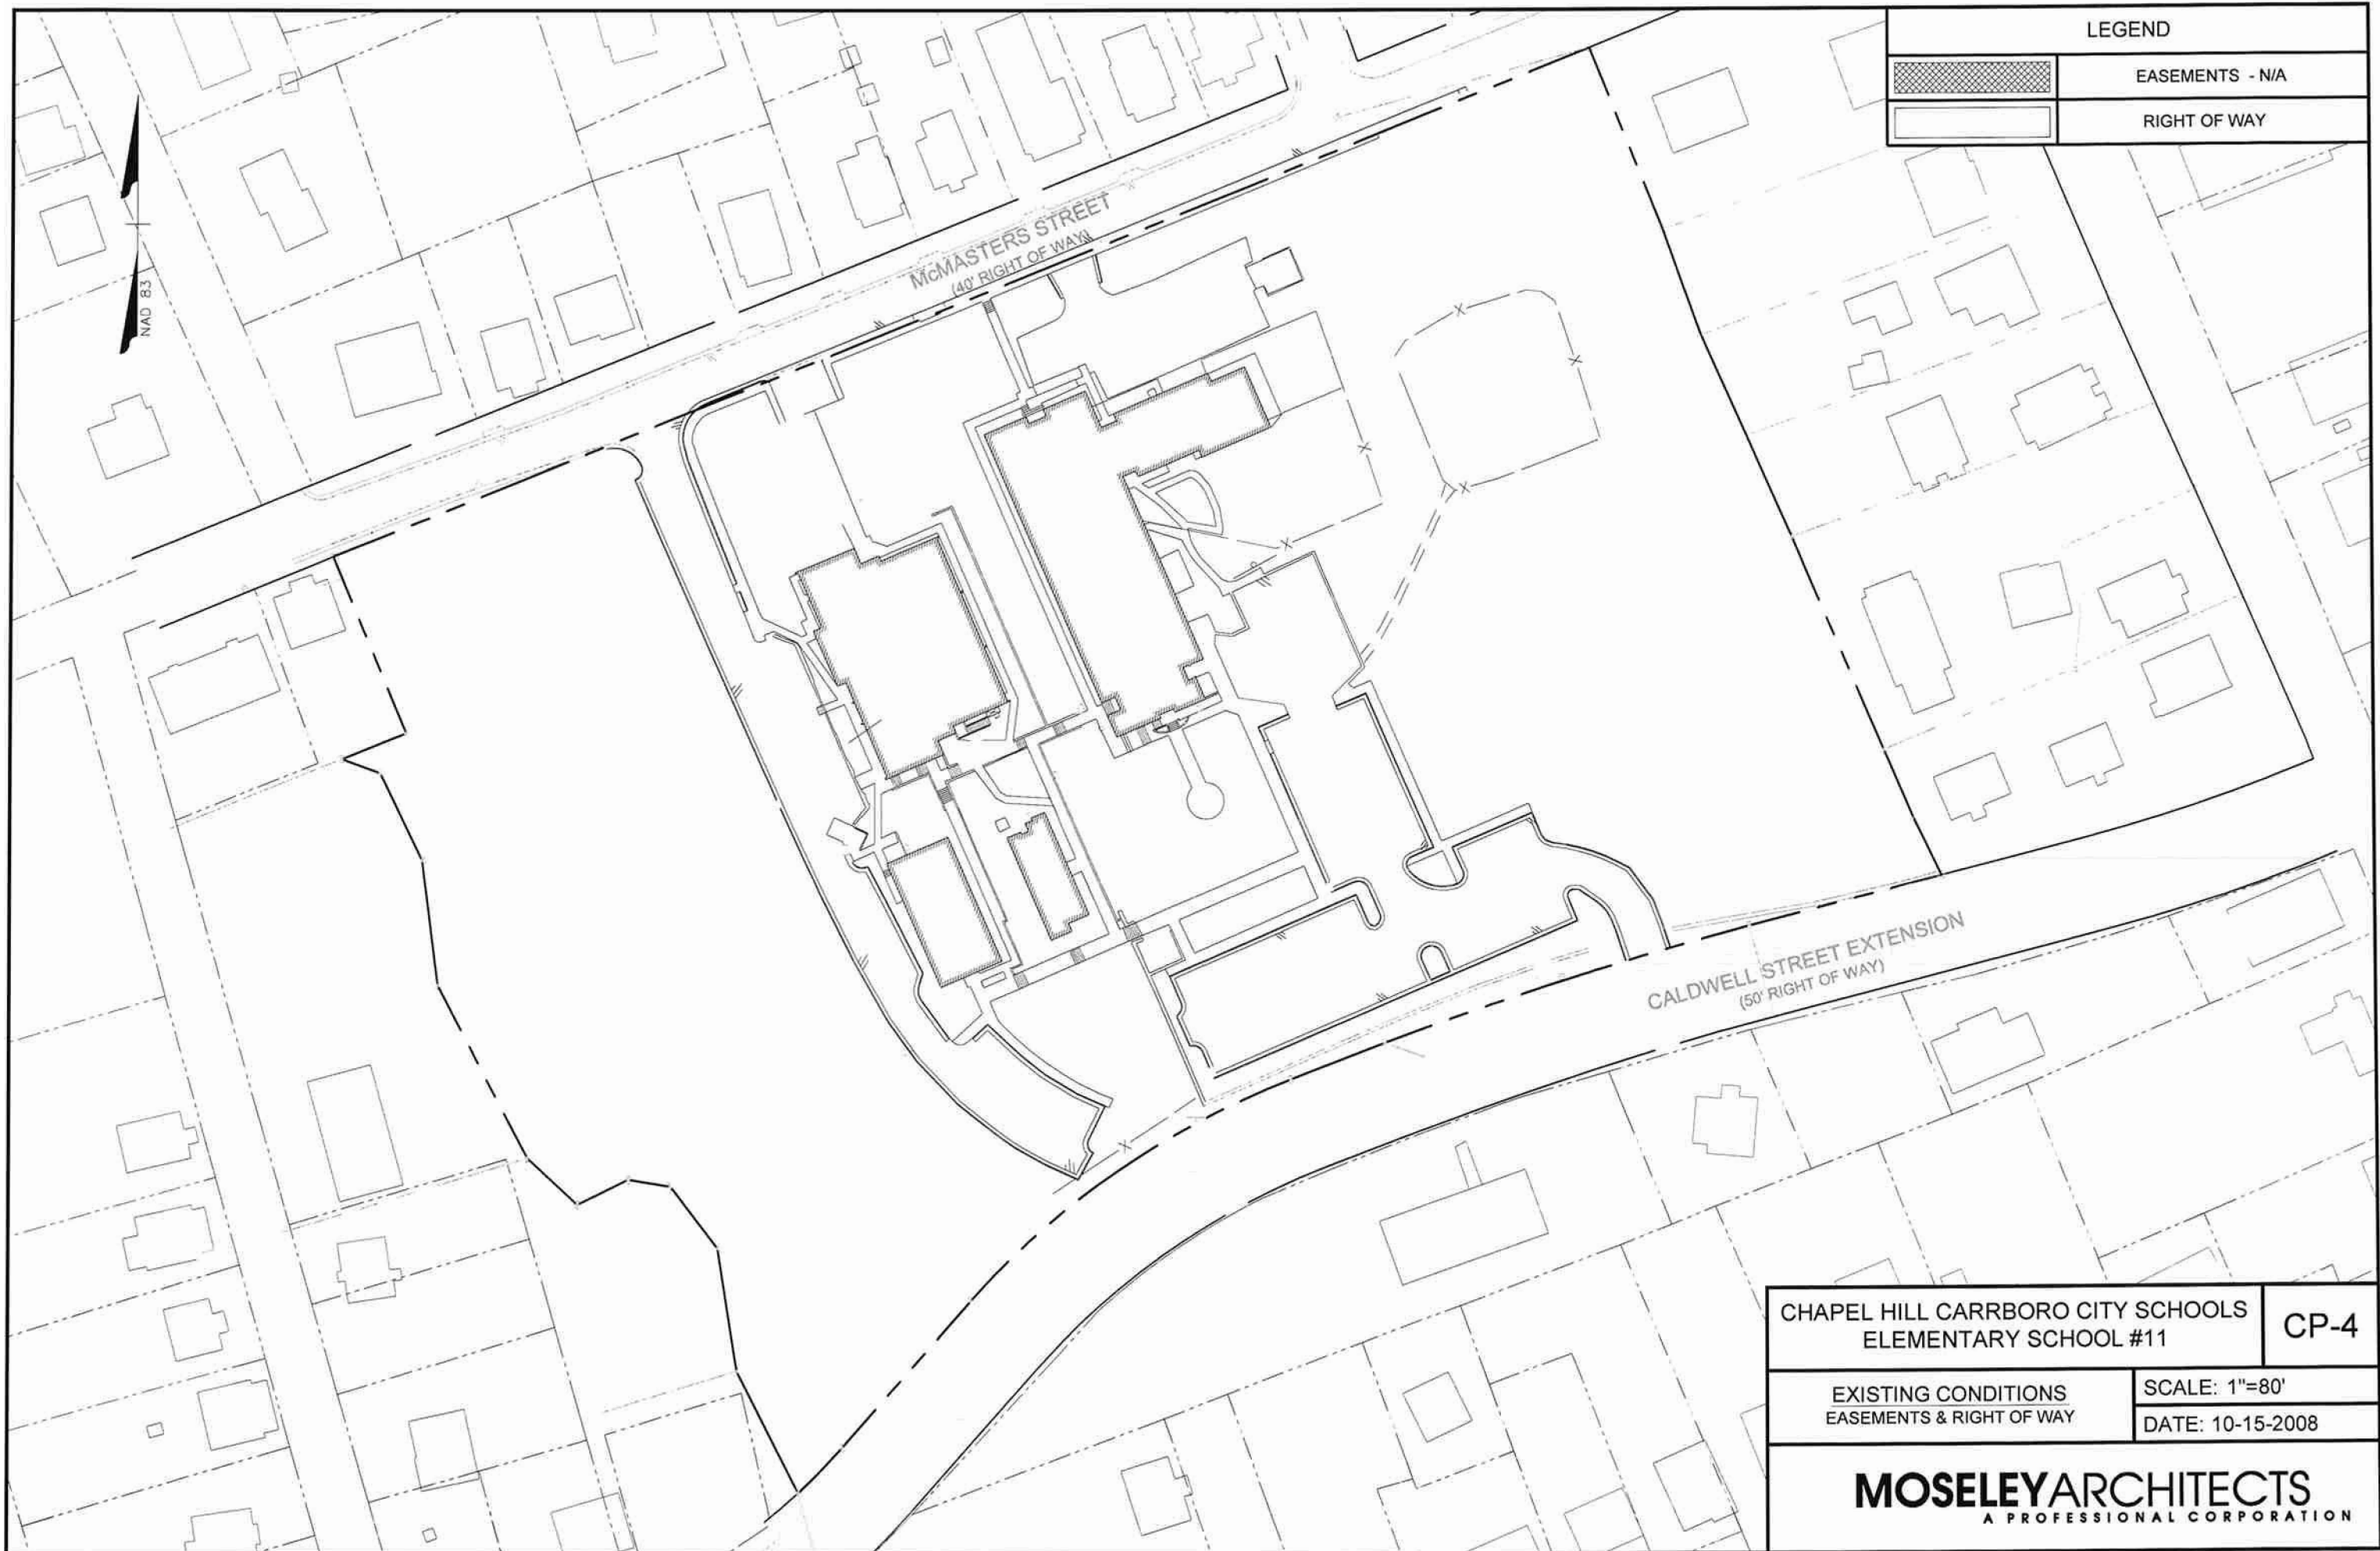 LEGEND
EASEMENTS - N/A
RIGHT OF WAY
NAD 83
McMASTERS STREET
(40' RIGHT OF WAY)
CALDWELL STREET EXTENSION
(50' RIGHT OF WAY)
CHAPEL HILL CARRBORO CITY SCHOOLS
ELEMENTARY SCHOOL #11
CP-4
EXISTING CONDITIONS
EASEMENTS & RIGHT OF WAY
SCALE: 1"=80'
DATE: 10-15-2008
MOSELEYARCHITECTS
A PROFESSIONAL CORPORATION